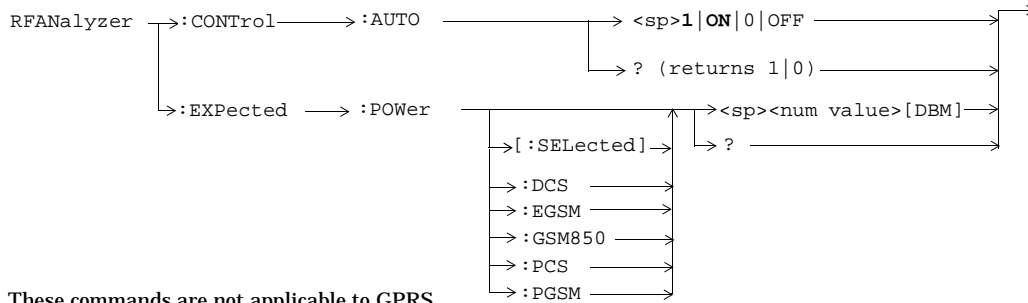 RFANalyzer :CONTrol :AUTO <sp>1|ON|0|OFF
? (returns 1|0)
:EXPected :POWer <sp><num value>[DBM]
[:SELected] ?
:DCS
:EGSM
:GSM850
:PCS
:PGSM
These commands are not applicable to GPRS